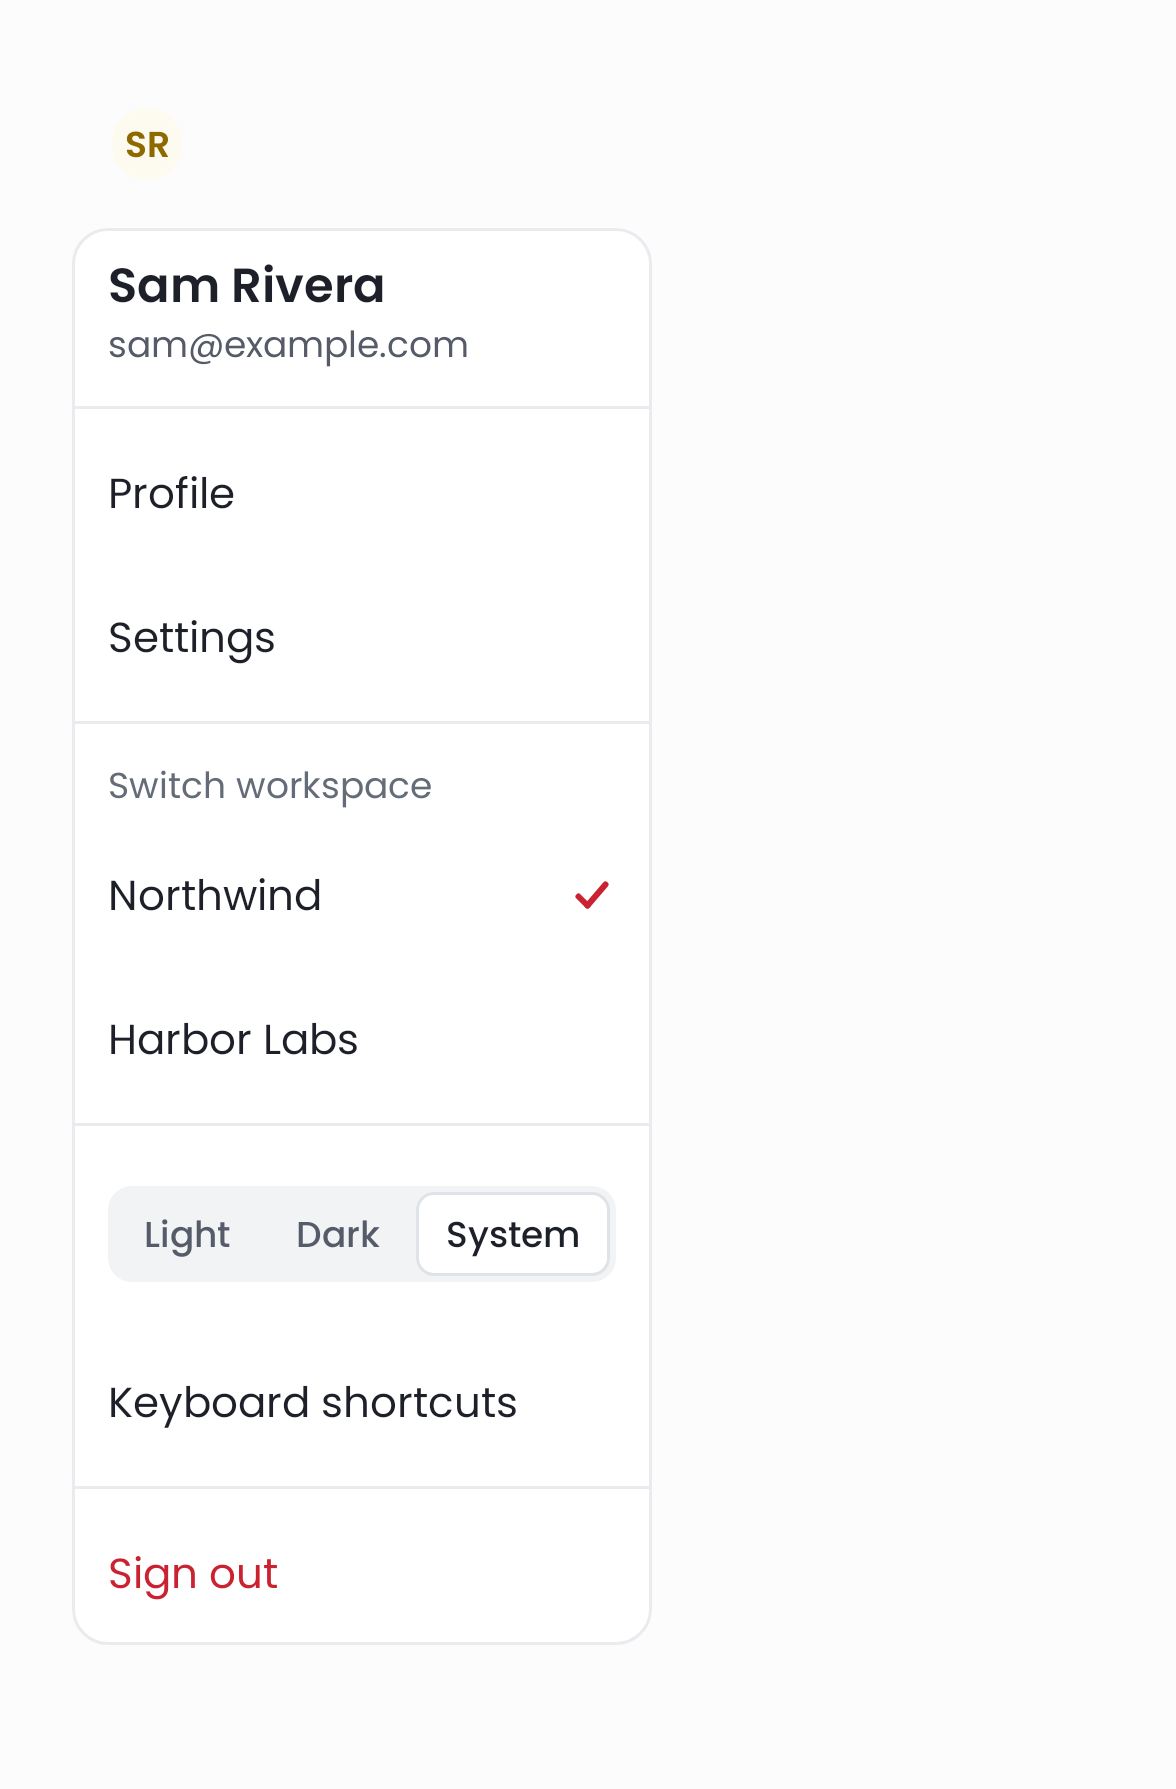 SR
Sam Rivera
sam@example.com
Profile
Settings
Switch workspace
Northwind
Harbor Labs
Light Dark System
Keyboard shortcuts
Sign out